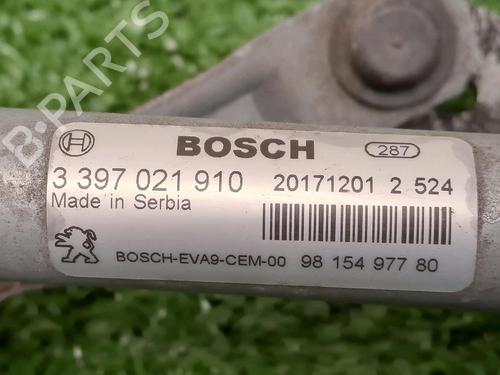 B-PARTS
BOSCH
287
3 397 021 910
20171201 2 524
Made in Serbia
BOSCH-EVA9-CEM-00
98 154 977 80